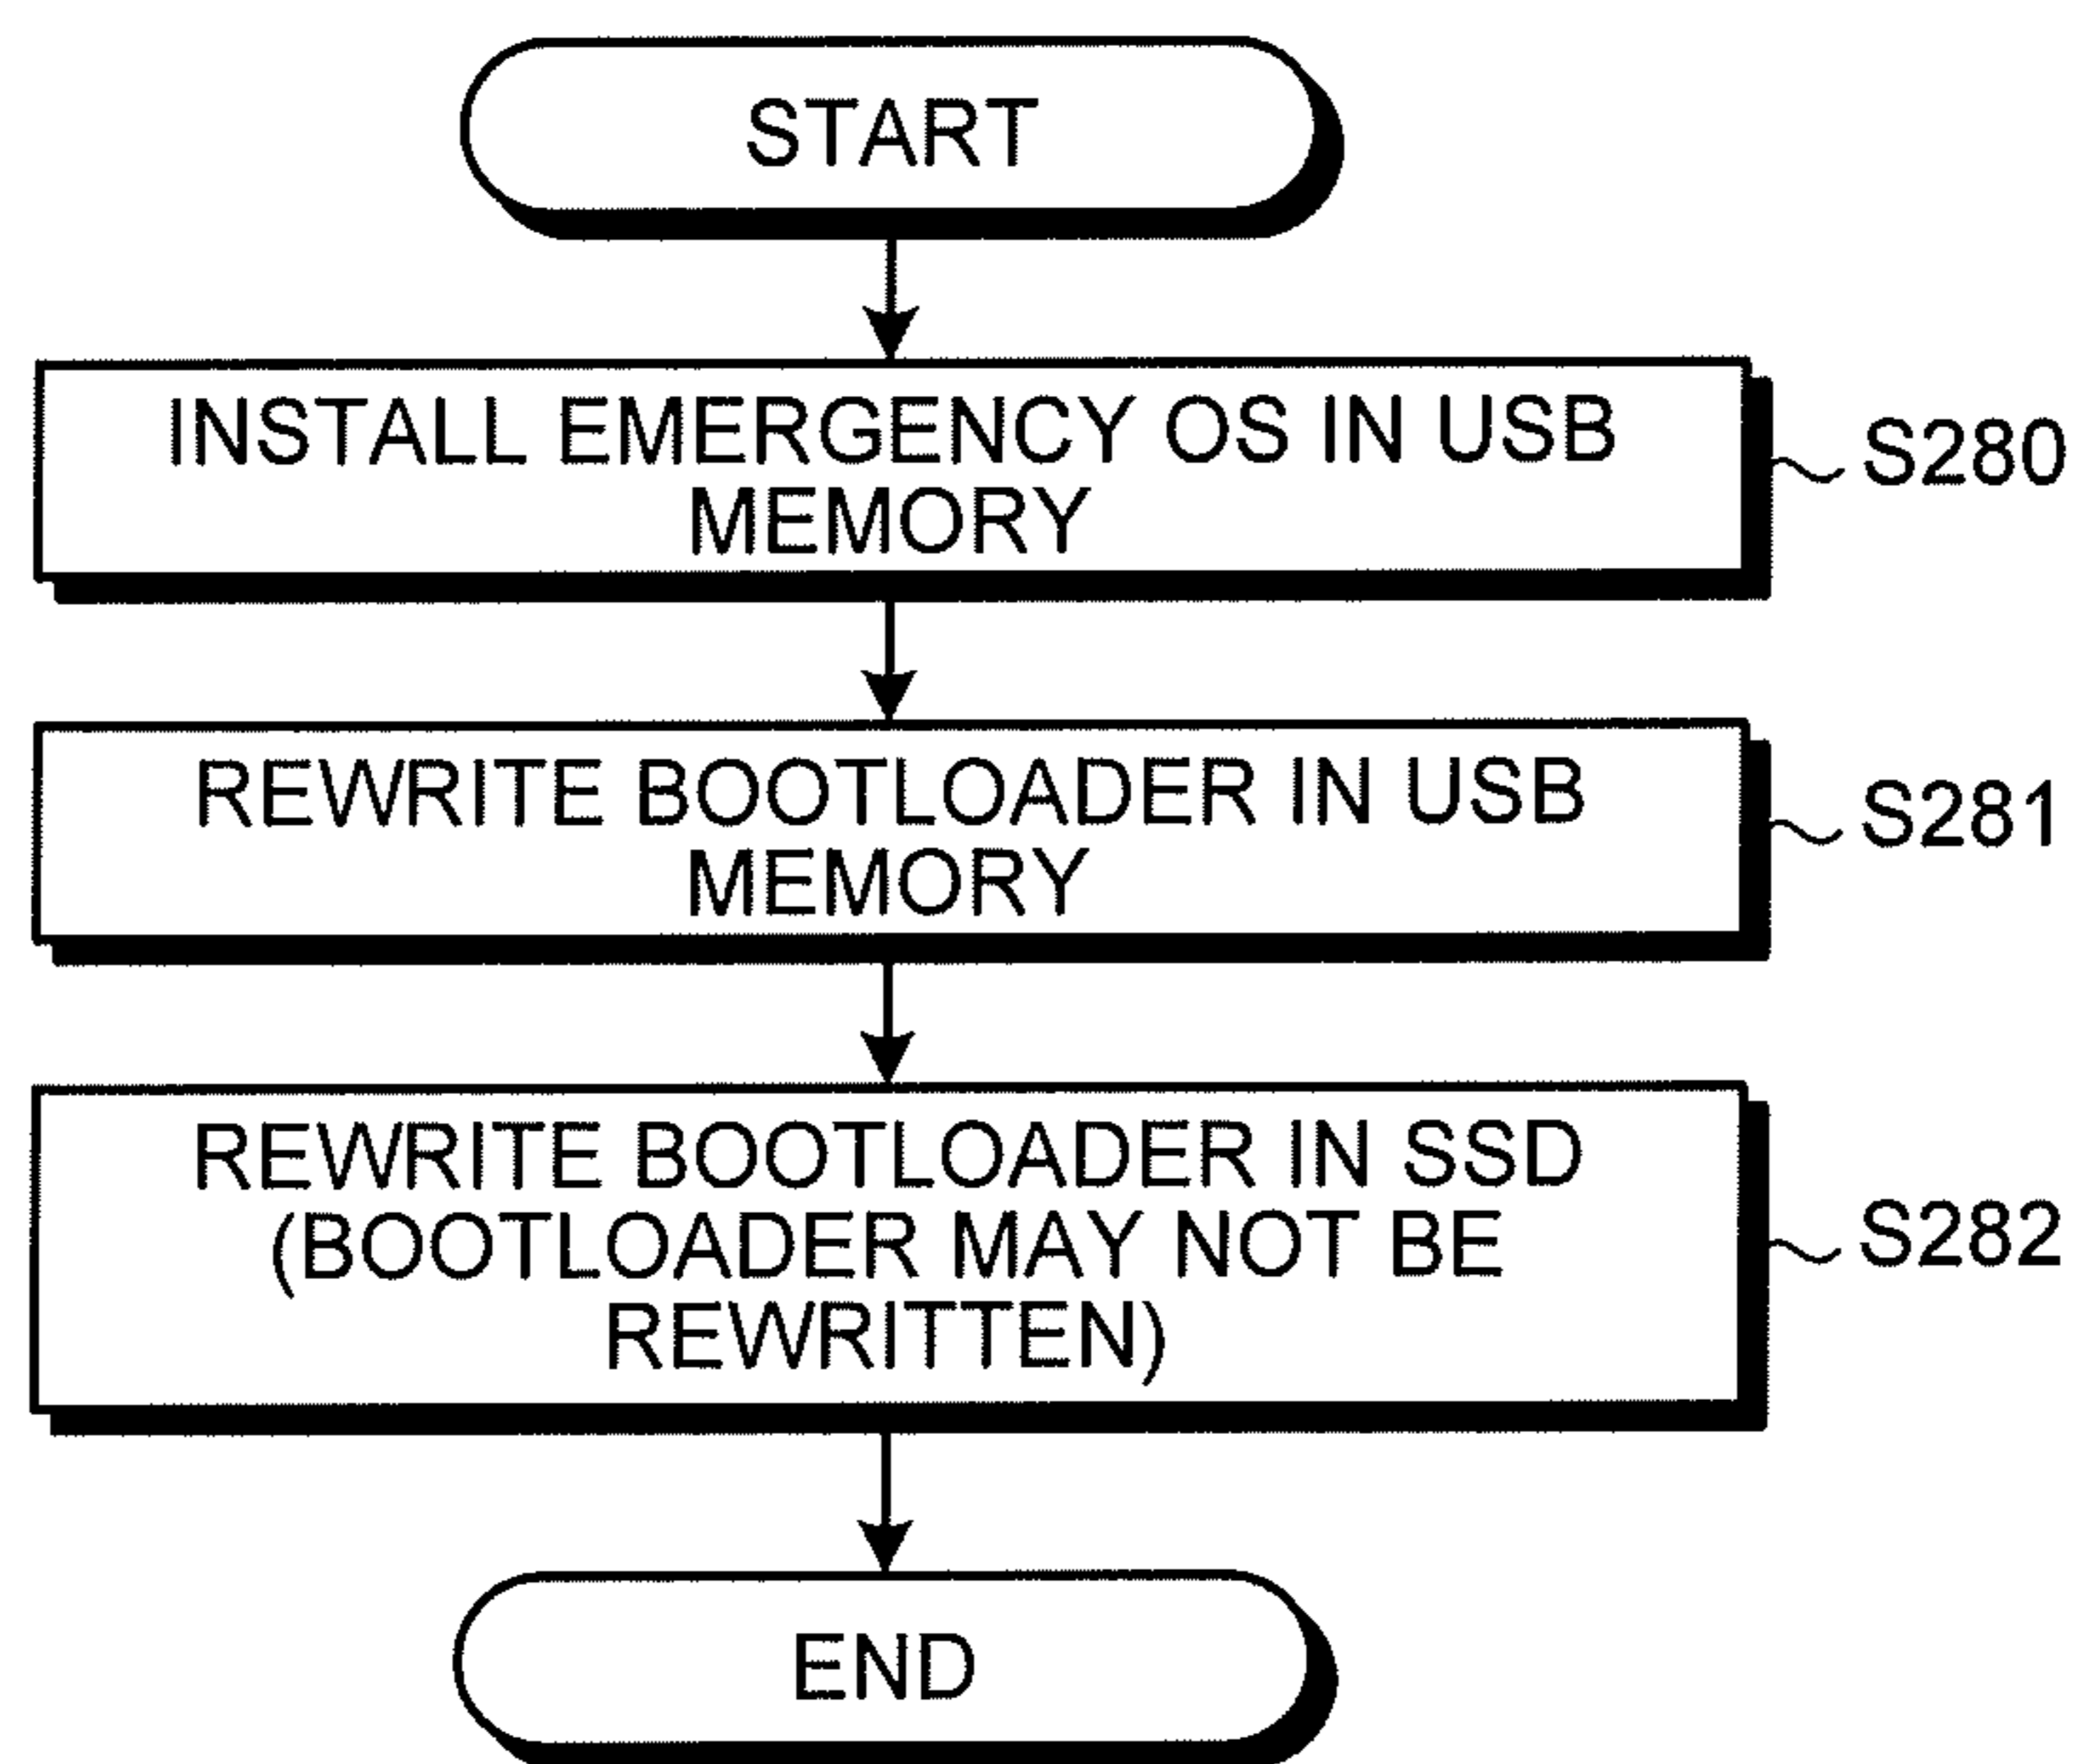 START
INSTALL EMERGENCY OS IN USB
MEMORY
S280
REWRITE BOOTLOADER IN USB
MEMORY
S281
REWRITE BOOTLOADER IN SSD
(BOOTLOADER MAY NOT BE
REWRITTEN)
S282
END